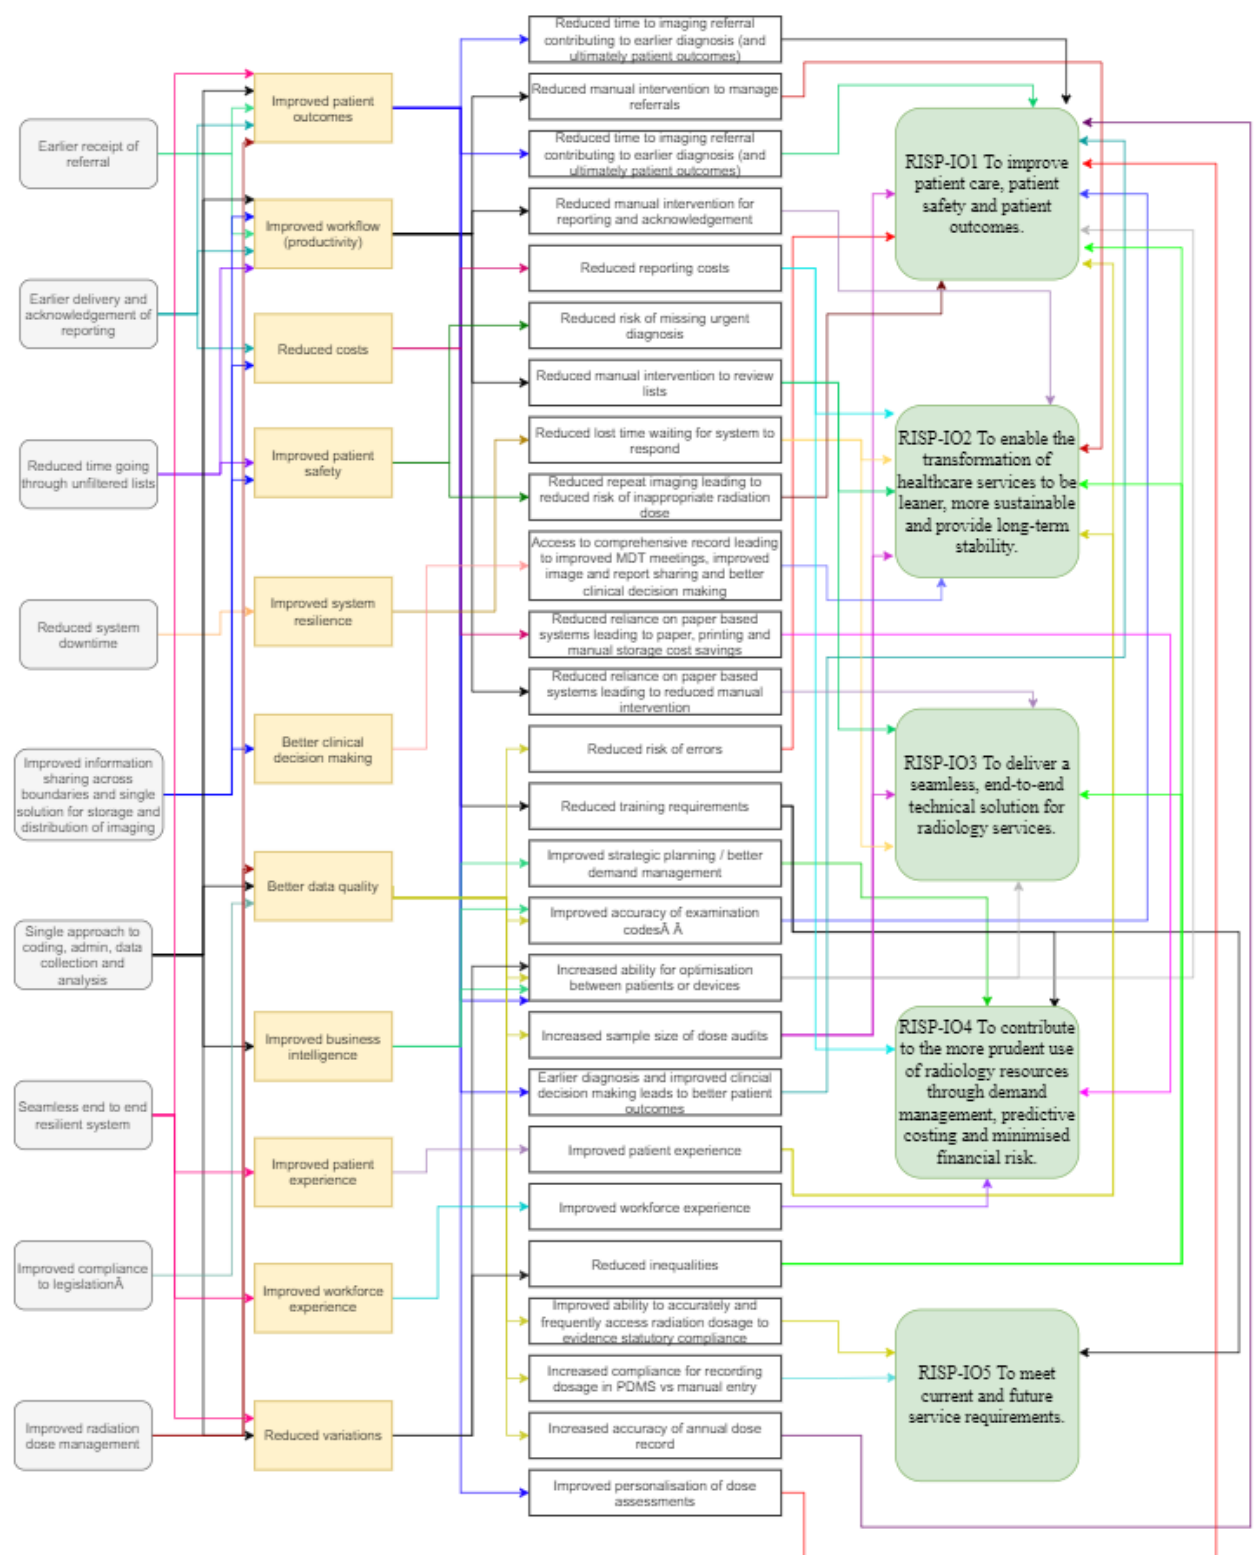 Earlier receipt of
referral
Earlier delivery and
acknowledgement of
reporting
Reduced time going
through unfiltered lists
Reduced system
downtime
Improved information
sharing across
boundaries and single
solution for storage and
distribution of imaging
Single approach to
coding, admin, data
collection and
analysis
Seamless end to end
resilient system
Improved compliance
to legislationÂ
Improved radiation
dose management
Improved patient
outcomes
Improved workflow
(productivity)
Reduced costs
Improved patient
safety
Improved system
resilience
Better clinical
decision making
Better data quality
Improved business
intelligence
Improved patient
experience
Improved workforce
experience
Reduced variations
Reduced time to imaging referral
contributing to earlier diagnosis (and
ultimately patient outcomes)
Reduced manual intervention to manage
referrals
Reduced time to imaging referral
contributing to earlier diagnosis (and
ultimately patient outcomes)
Reduced manual intervention for
reporting and acknowledgement
Reduced reporting costs
Reduced risk of missing urgent
diagnosis
Reduced manual intervention to review
lists
Reduced lost time waiting for system to
respond
Reduced repeat imaging leading to
reduced risk of inappropriate radiation
dose
Access to comprehensive record leading
to improved MDT meetings, improved
image and report sharing and better
clinical decision making
Reduced reliance on paper based
systems leading to paper, printing and
manual storage cost savings
Reduced reliance on paper based
systems leading to reduced manual
intervention
Reduced risk of errors
Reduced training requirements
Improved strategic planning / better
demand management
Improved accuracy of examination
codesÂ Â
Increased ability for optimisation
between patients or devices
Increased sample size of dose audits
Earlier diagnosis and improved clincial
decision making leads to better patient
outcomes
Improved patient experience
Improved workforce experience
Reduced inequalities
Improved ability to accurately and
frequently access radiation dosage to
evidence statutory compliance
Increased compliance for recording
dosage in PDMS vs manual entry
Increased accuracy of annual dose
record
Improved personalisation of dose
assessments
RISP-IO1 To improve
patient care, patient
safety and patient
outcomes.
RISP-IO2 To enable the
transformation of
healthcare services to be
leaner, more sustainable
and provide long-term
stability.
RISP-IO3 To deliver a
seamless, end-to-end
technical solution for
radiology services.
RISP-IO4 To contribute
to the more prudent use
of radiology resources
through demand
management, predictive
costing and minimised
financial risk.
RISP-IO5 To meet
current and future
service requirements.